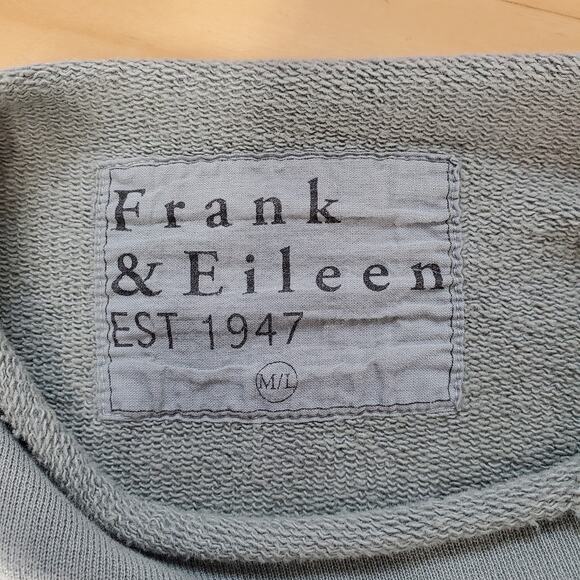 Frank
& Eileen
EST 1947
M/L